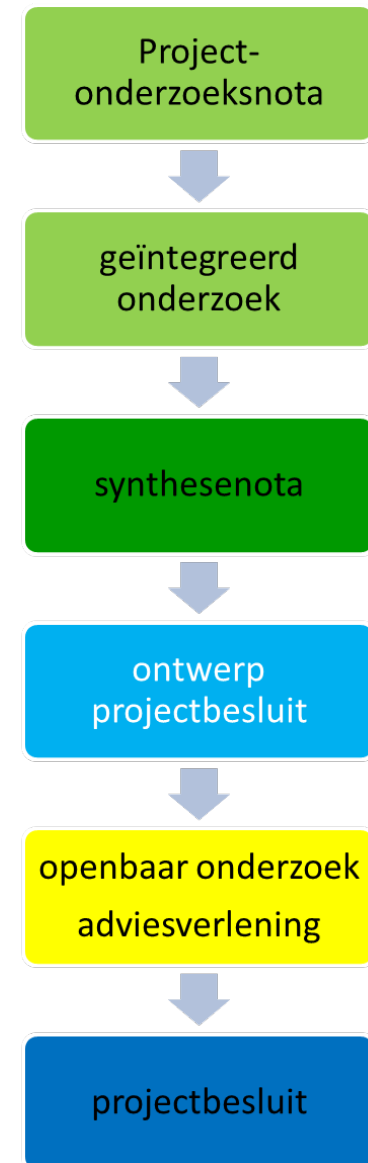 Project-
onderzoeksnota
geïntegreerd
onderzoek
synthesenota
ontwerp
projectbesluit
openbaar onderzoek
adviesverlening
projectbesluit